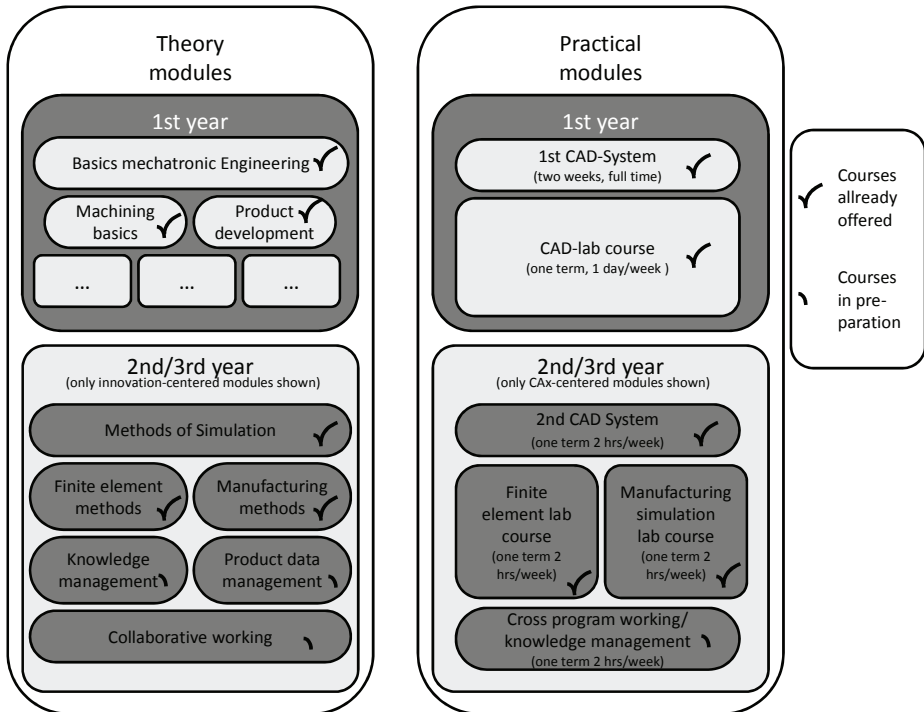 Theory
modules
1st year
Basics mechatronic Engineering
Machining
basics
Product
development
...
...
...
2nd/3rd year
(only innovation-centered modules shown)
Methods of Simulation
Finite element
methods
Manufacturing
methods
Knowledge
management
Product data
management
Collaborative working
Practical
modules
1st year
1st CAD-System
(two weeks, full time)
CAD-lab course
(one term, 1 day/week )
2nd/3rd year
(only CAx-centered modules shown)
2nd CAD System
(one term 2 hrs/week)
Finite
element lab
course
(one term 2
hrs/week)
Manufacturing
simulation
lab course
(one term 2
hrs/week)
Cross program working/
knowledge management
(one term 2 hrs/week)
Courses
allready
offered
Courses
in pre-
paration